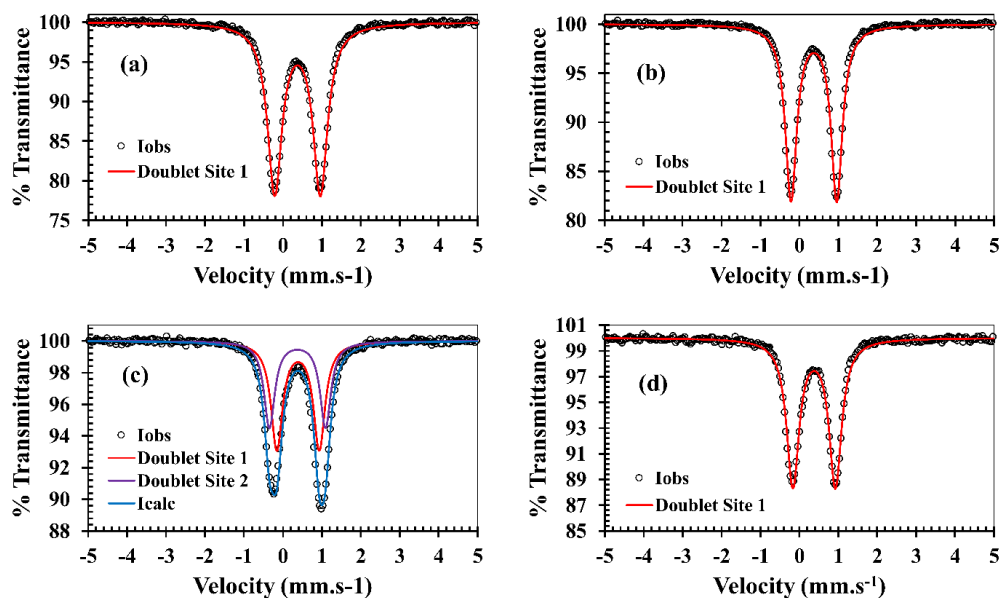 100
95
90
85
80
75
% Transmittance
(a)
Iobs
Doublet Site 1
-5 -4 -3 -2 -1 0 1 2 3 4 5
Velocity (mm.s-1)
100
95
90
85
80
% Transmittance
(b)
Iobs
Doublet Site 1
-5 -4 -3 -2 -1 0 1 2 3 4 5
Velocity (mm.s-1)
100
98
96
94
92
90
88
% Transmittance
(c)
Iobs
Doublet Site 1
Doublet Site 2
Icalc
-5 -4 -3 -2 -1 0 1 2 3 4 5
Velocity (mm.s-1)
101
99
97
95
93
91
89
87
85
% Transmittance
(d)
Iobs
Doublet Site 1
-5 -4 -3 -2 -1 0 1 2 3 4 5
Velocity (mm.s⁻¹)